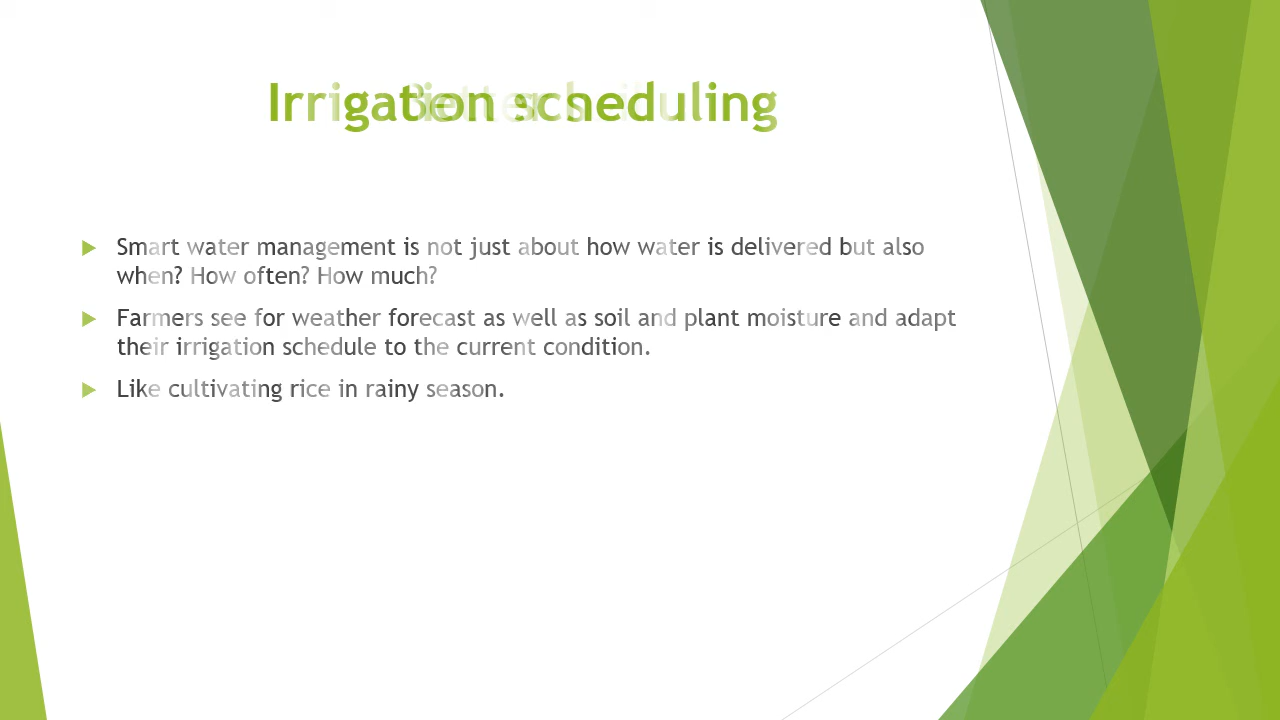 Irrigation scheduling
Smart water management is not just about how water is delivered but also
when? How often? How much?
Farmers see for weather forecast as well as soil and plant moisture and adapt
their irrigation schedule to the current condition.
Like cultivating rice in rainy season.